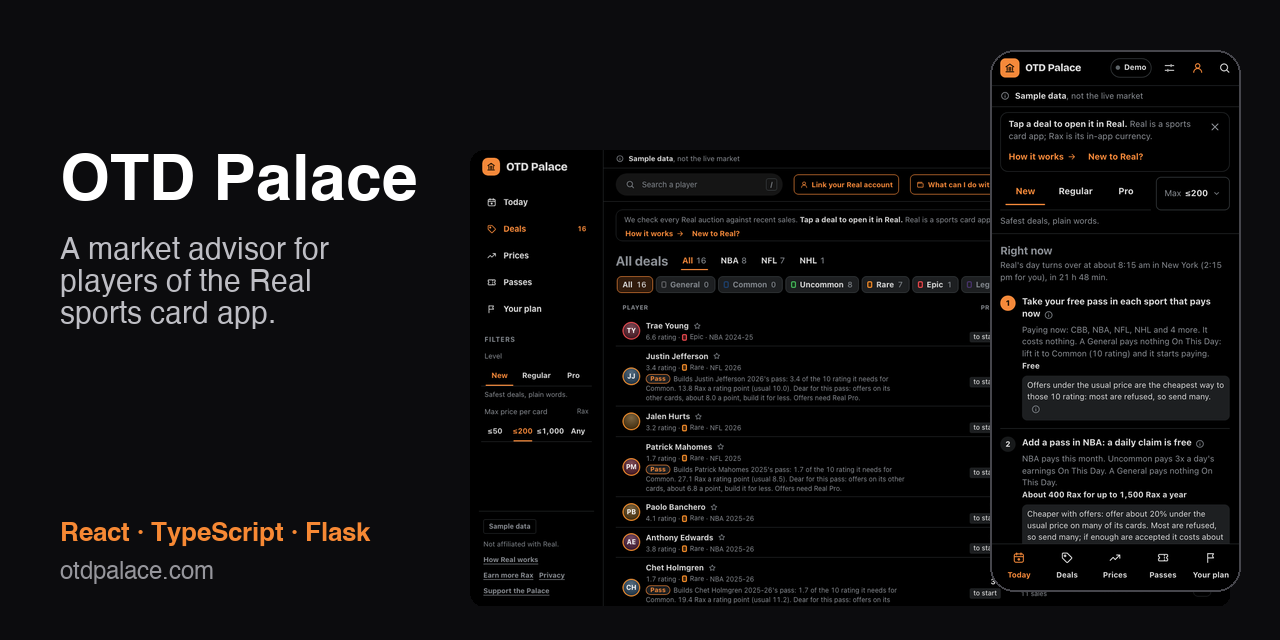 OTD Palace
A market advisor for
players of the Real
sports card app.
React · TypeScript · Flask
otdpalace.com
OTD Palace
Today
Deals 16
Prices
Passes
Your plan
FILTERS
Level
New Regular Pro
Safest deals, plain words.
Max price per card Rax
≤50 ≤200 ≤1,000 Any
Sample data
Not affiliated with Real.
How Real works
Earn more Rax Privacy
Support the Palace
Sample data, not the live market
Search a player /
Link your Real account
What can I do wit
We check every Real auction against recent sales. Tap a deal to open it in Real. Real is a sports card app
How it works → New to Real?
All deals All 16 NBA 8 NFL 7 NHL 1
All 16 General 0 Common 0 Uncommon 8 Rare 7 Epic 1 Leg
PLAYER PR
TY Trae Young
6.6 rating · Epic · NBA 2024-25
to sta
Justin Jefferson
JJ 3.4 rating · Rare · NFL 2026
Pass Builds Justin Jefferson 2026's pass: 3.4 of the 10 rating it needs for
Common. 13.8 Rax a rating point (usual 10.0). Dear for this pass: offers on its
other cards, about 8.0 a point, build it for less. Offers need Real Pro.
to sta
Jalen Hurts
3.2 rating · Rare · NFL 2026
to sta
Patrick Mahomes
PM 1.7 rating · Rare · NFL 2025
Pass Builds Patrick Mahomes 2025's pass: 1.7 of the 10 rating it needs for
Common. 27.1 Rax a rating point (usual 8.5). Dear for this pass: offers on its other
cards, about 6.8 a point, build it for less. Offers need Real Pro.
to sta
PB Paolo Banchero
4.1 rating · Rare · NBA 2025-26
to sta
AE Anthony Edwards
3.8 rating · Rare · NBA 2025-26
to sta
Chet Holmgren
CH 1.7 rating · Rare · NBA 2025-26
Pass Builds Chet Holmgren 2025-26's pass: 1.7 of the 10 rating it needs for
Common. 19.4 Rax a rating point (usual 11.2). Dear for this pass: offers on its
to start
11 sales
OTD Palace Demo
Sample data, not the live market
Tap a deal to open it in Real. Real is a sports
card app; Rax is its in-app currency.
How it works → New to Real?
New Regular Pro Max ≤200
Safest deals, plain words.
Right now
Real's day turns over at about 8:15 am in New York (2:15
pm for you), in 21 h 48 min.
1 Take your free pass in each sport that pays
now
Paying now: CBB, NBA, NFL, NHL and 4 more. It
costs nothing. A General pays nothing On This Day:
lift it to Common (10 rating) and it starts paying.
Free
Offers under the usual price are the cheapest way to
those 10 rating: most are refused, so send many.
2 Add a pass in NBA: a daily claim is free
NBA pays this month. Uncommon pays 3x a day's
earnings On This Day. A General pays nothing On
This Day.
About 400 Rax for up to 1,500 Rax a year
Cheaper with offers: offer about 20% under the
usual price on many of its cards. Most are refused,
so send many; if enough are accepted it costs about
Today Deals Prices Passes Your plan